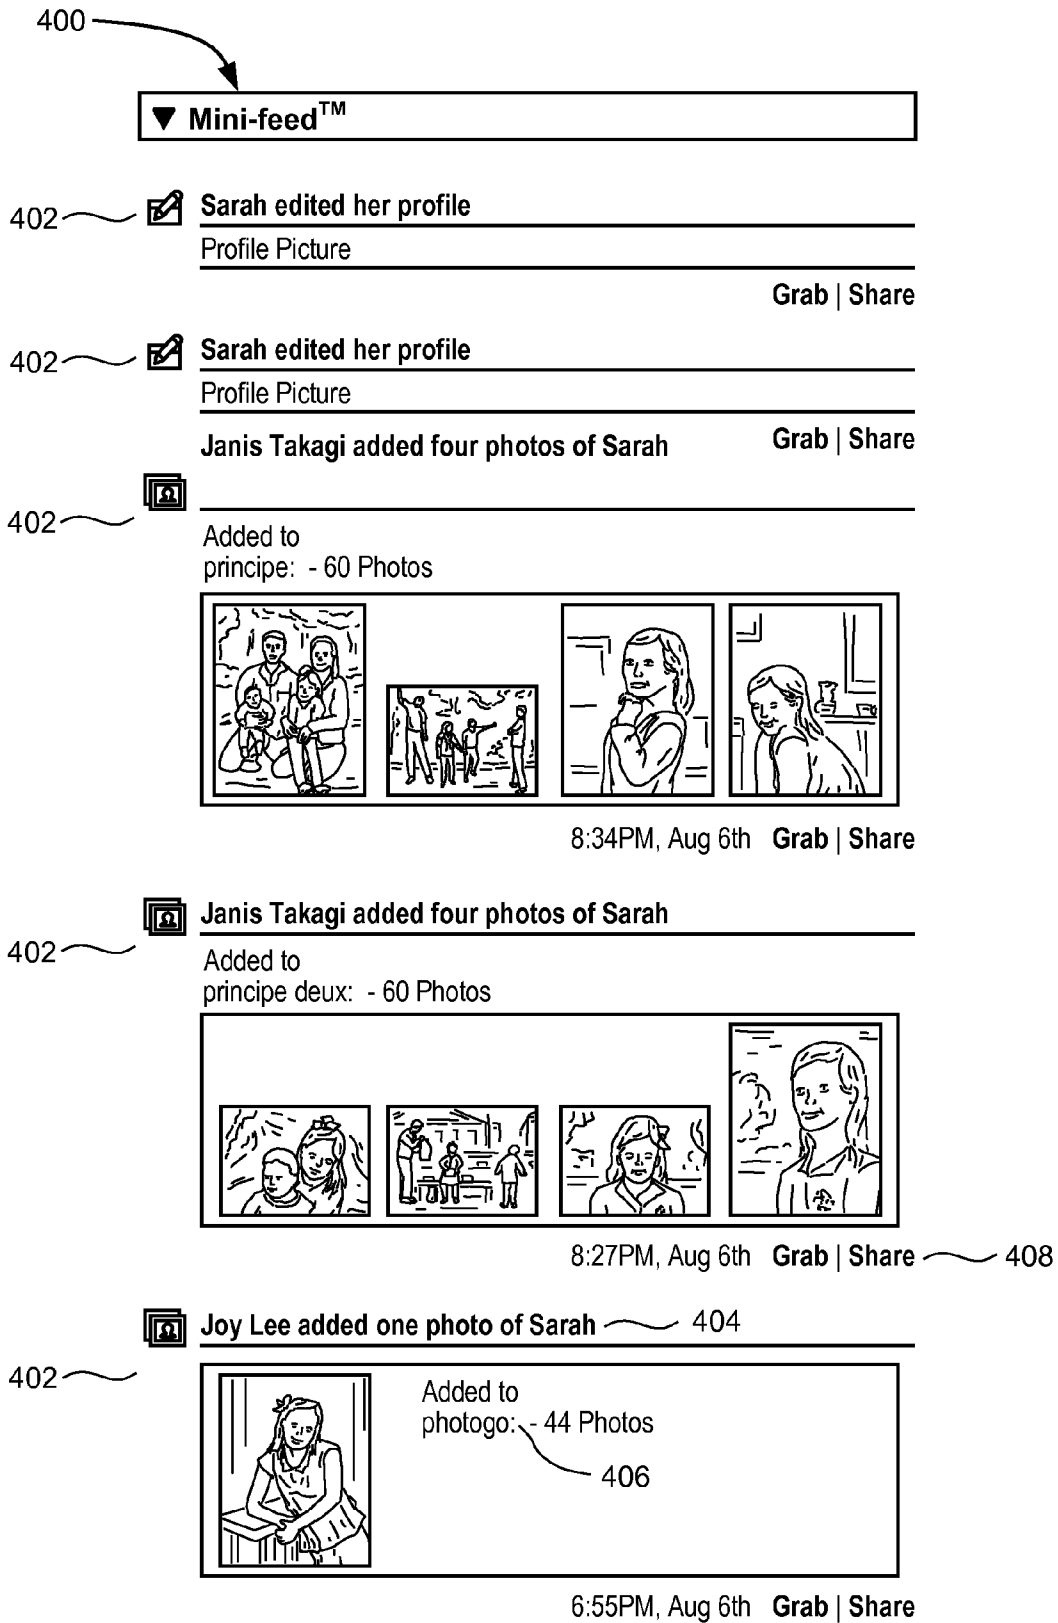 400
▼ Mini-feed™
402 Sarah edited her profile
Profile Picture
Grab | Share
402 Sarah edited her profile
Profile Picture
Grab | Share
Janis Takagi added four photos of Sarah
402
Added to
principe: - 60 Photos
8:34PM, Aug 6th Grab | Share
Janis Takagi added four photos of Sarah
402
Added to
principe deux: - 60 Photos
8:27PM, Aug 6th Grab | Share 408
Joy Lee added one photo of Sarah 404
402
Added to
photogo: - 44 Photos
406
6:55PM, Aug 6th Grab | Share